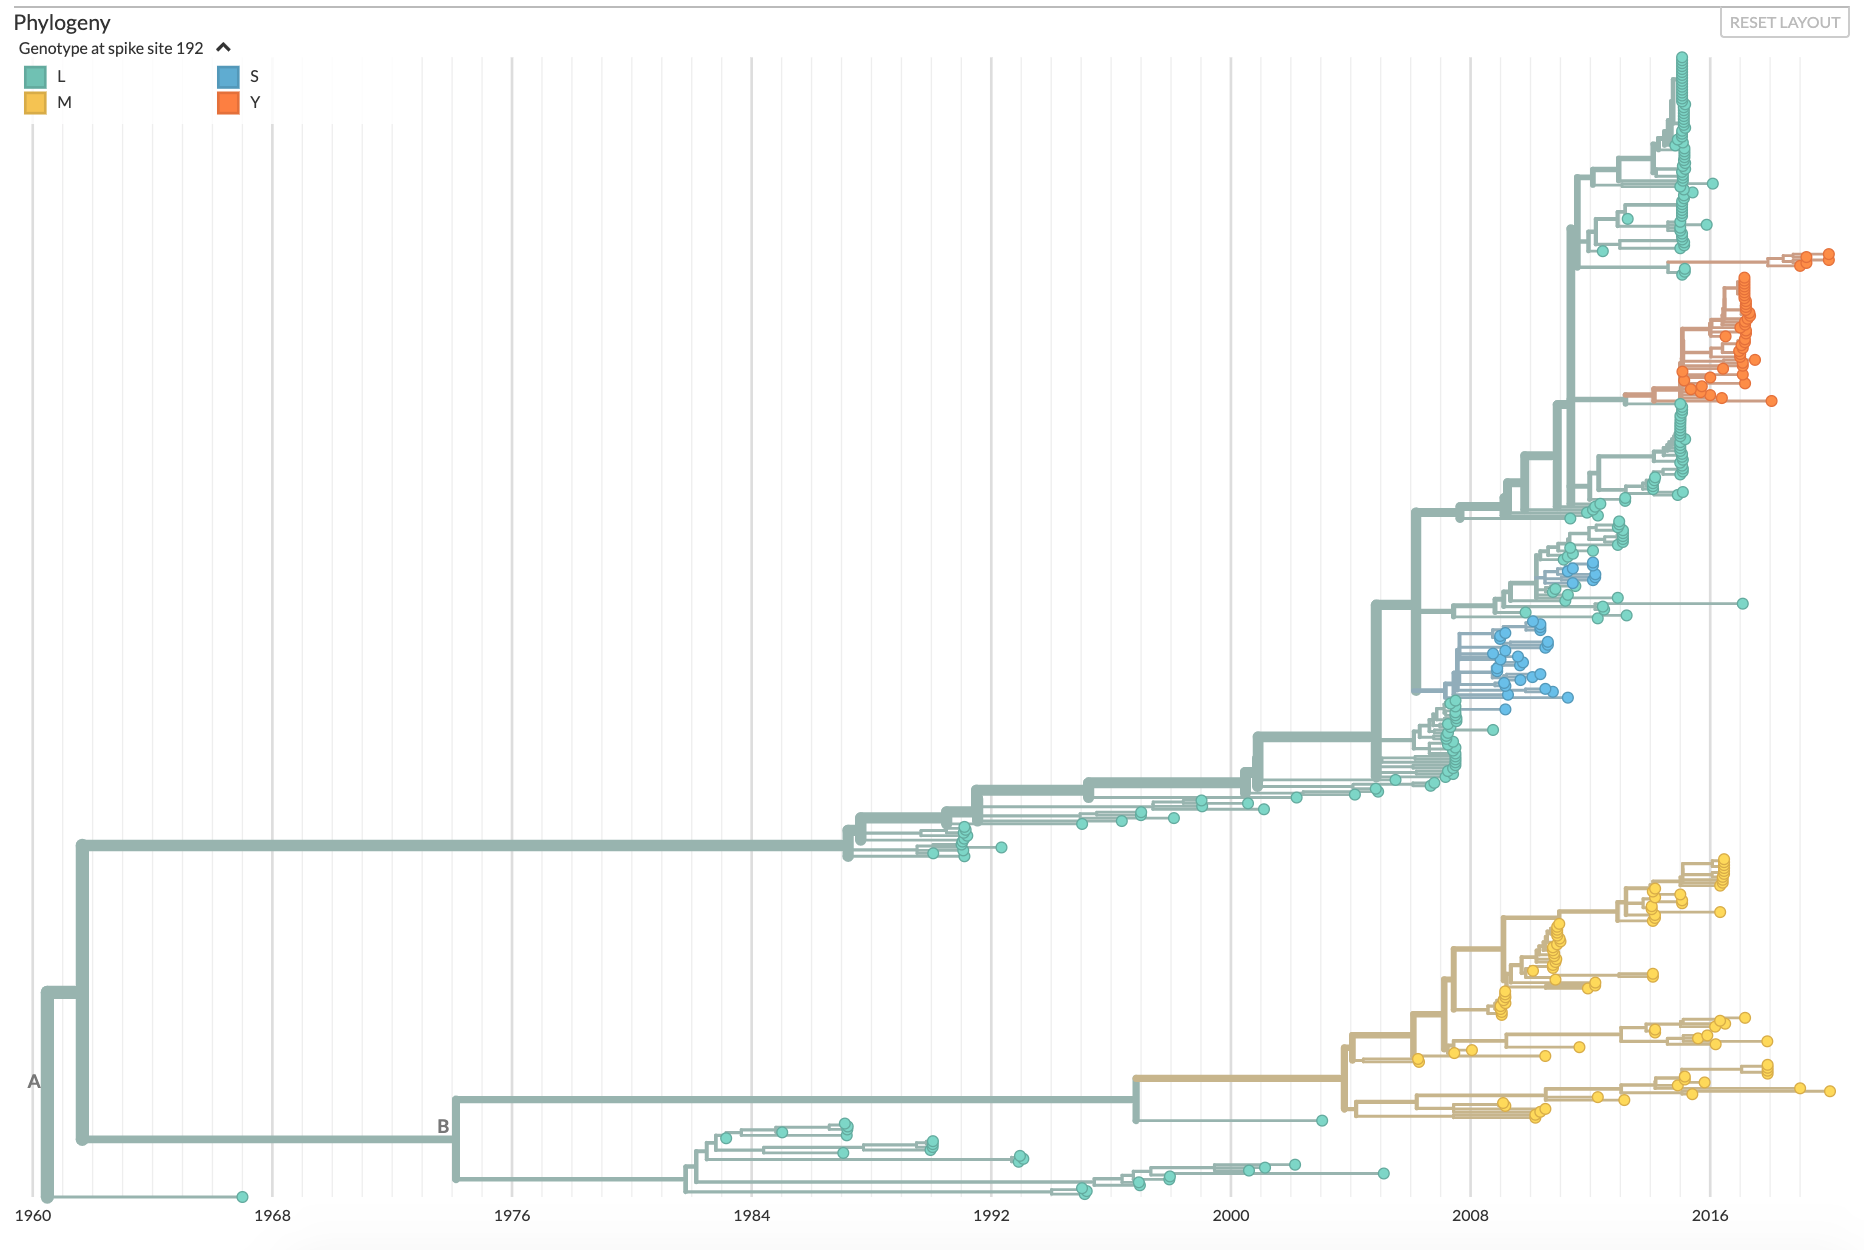 Phylogeny
RESET LAYOUT
Genotype at spike site 192
L
S
M
Y
A
B
1960 1968 1976 1984 1992 2000 2008 2016